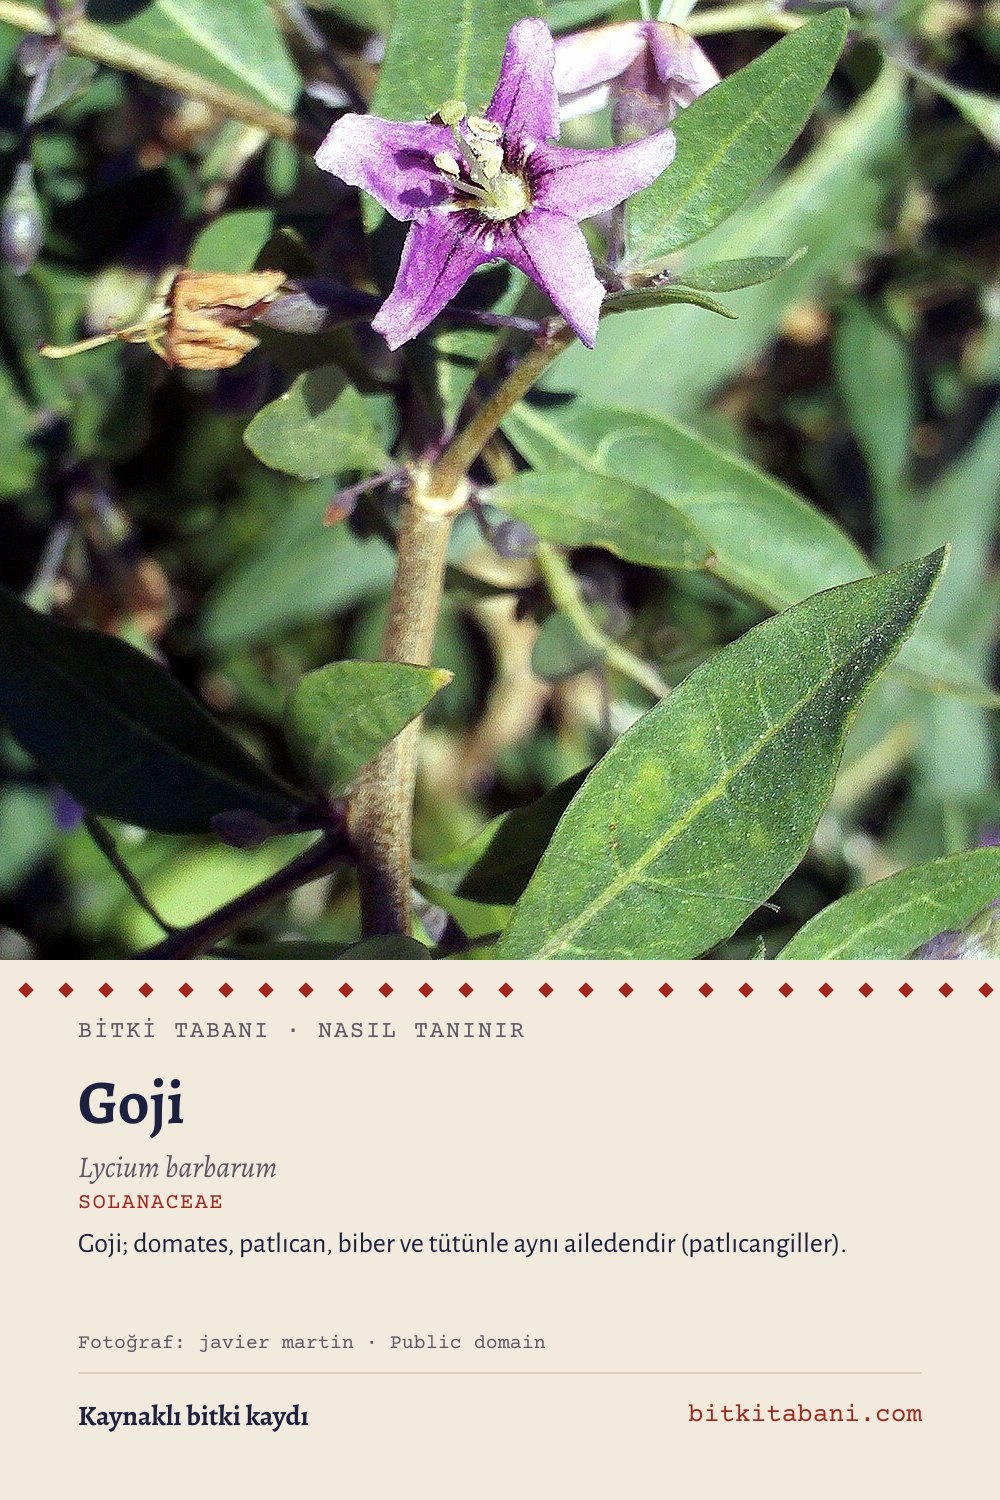 BİTKİ TABANI · NASIL TANINIR
Goji
Lycium barbarum
SOLANACEAE
Goji; domates, patlıcan, biber ve tütünle aynı ailedendir (patlıcangiller).
Fotoğraf: javier martin · Public domain
Kaynaklı bitki kaydı
bitkitabani.com